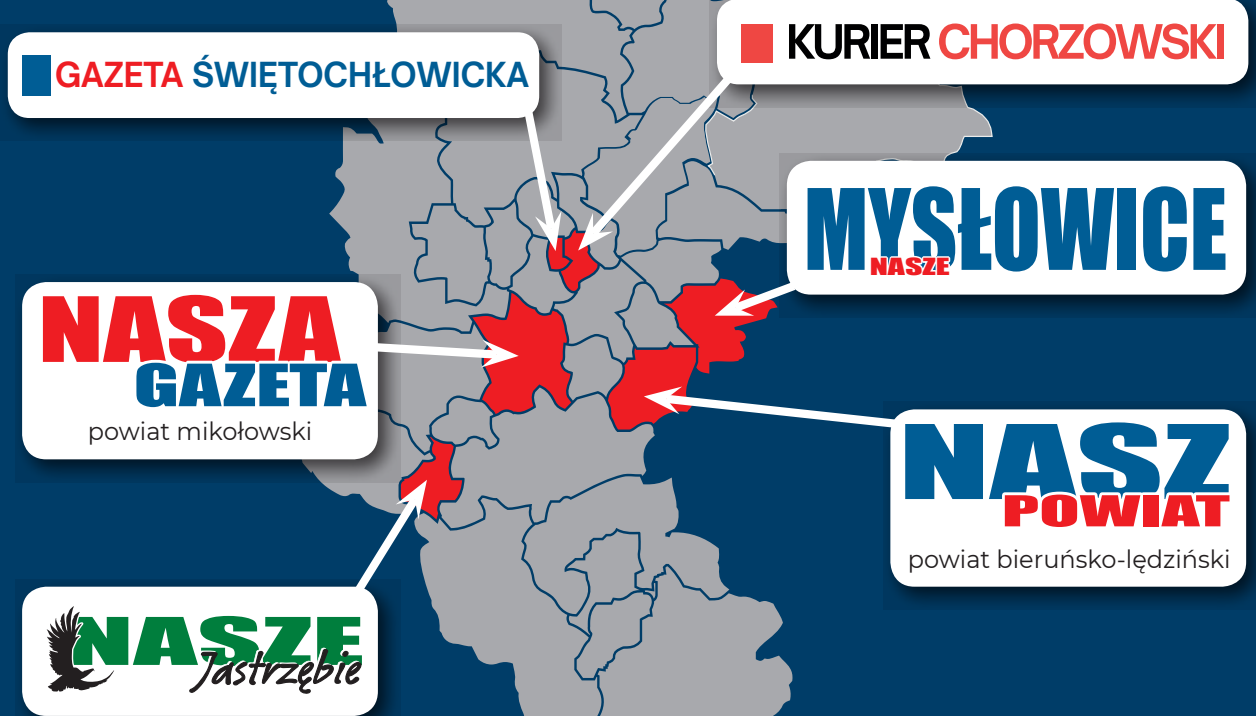 GAZETA ŚWIĘTOCHŁOWICKA
KURIER CHORZOWSKI
MYSŁOWICE
NASZE
NASZA
GAZETA
powiat mikołowski
NASZ
POWIAT
powiat bieruńsko-lędziński
NASZE
Jastrzębie